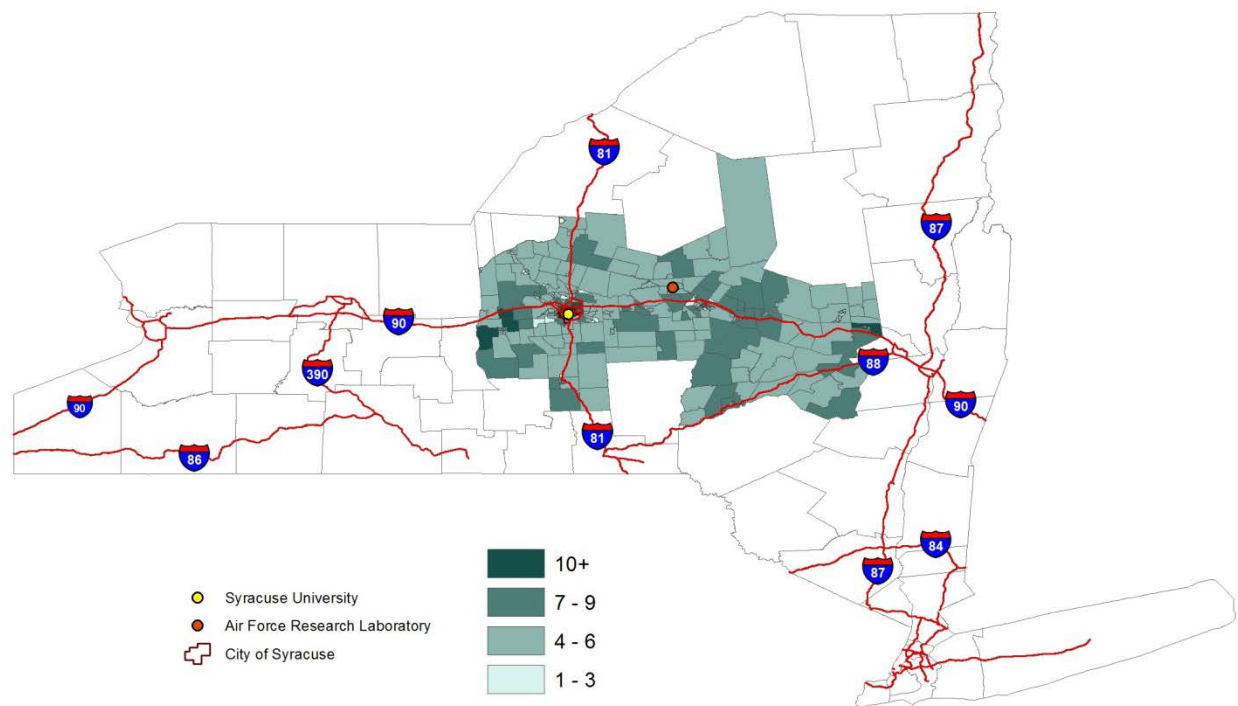 81
87
90
88
390
90
90
81
86
84
87
10+
7 - 9
4 - 6
1 - 3
Syracuse University
Air Force Research Laboratory
City of Syracuse